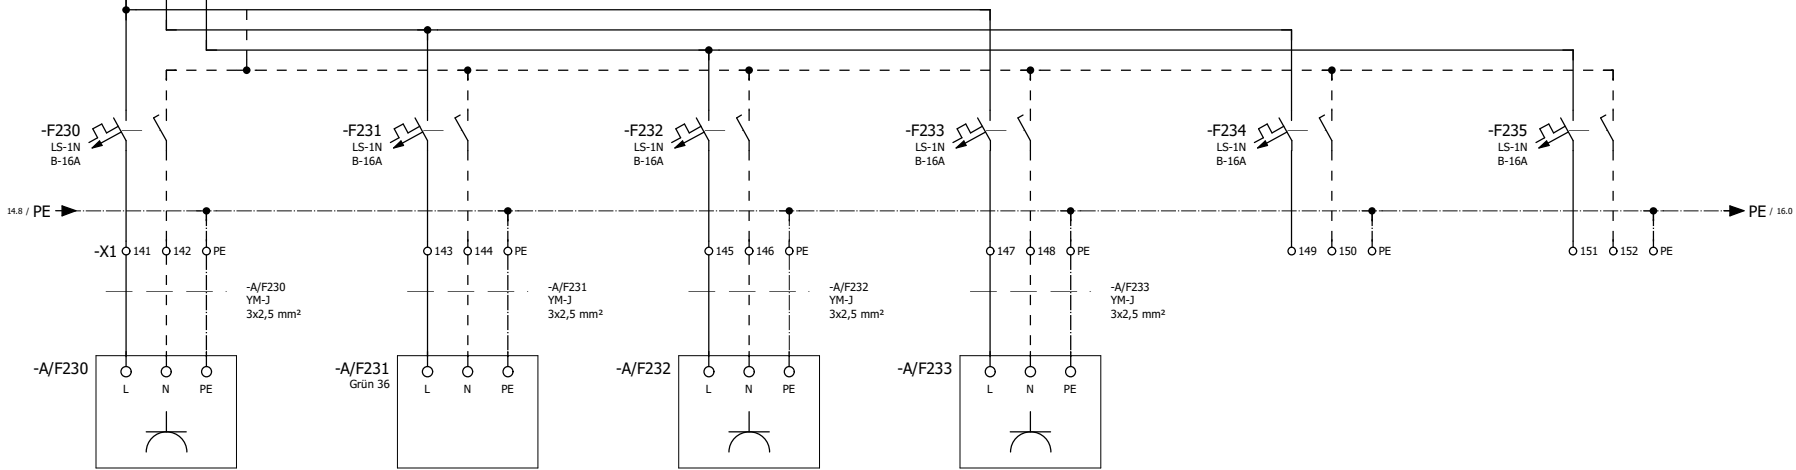 -F230
LS-1N
B-16A
-F231
LS-1N
B-16A
-F232
LS-1N
B-16A
-F233
LS-1N
B-16A
-F234
LS-1N
B-16A
-F235
LS-1N
B-16A
14.8 / PE
PE / 16.0
-X1 141 142 PE 143 144 PE 145 146 PE 147 148 PE 149 150 PE 151 152 PE
-A/F230
YM-J
3x2,5 mm²
-A/F231
YM-J
3x2,5 mm²
-A/F232
YM-J
3x2,5 mm²
-A/F233
YM-J
3x2,5 mm²
-A/F230
L N PE
-A/F231
Grün 36
L N PE
-A/F232
L N PE
-A/F233
L N PE